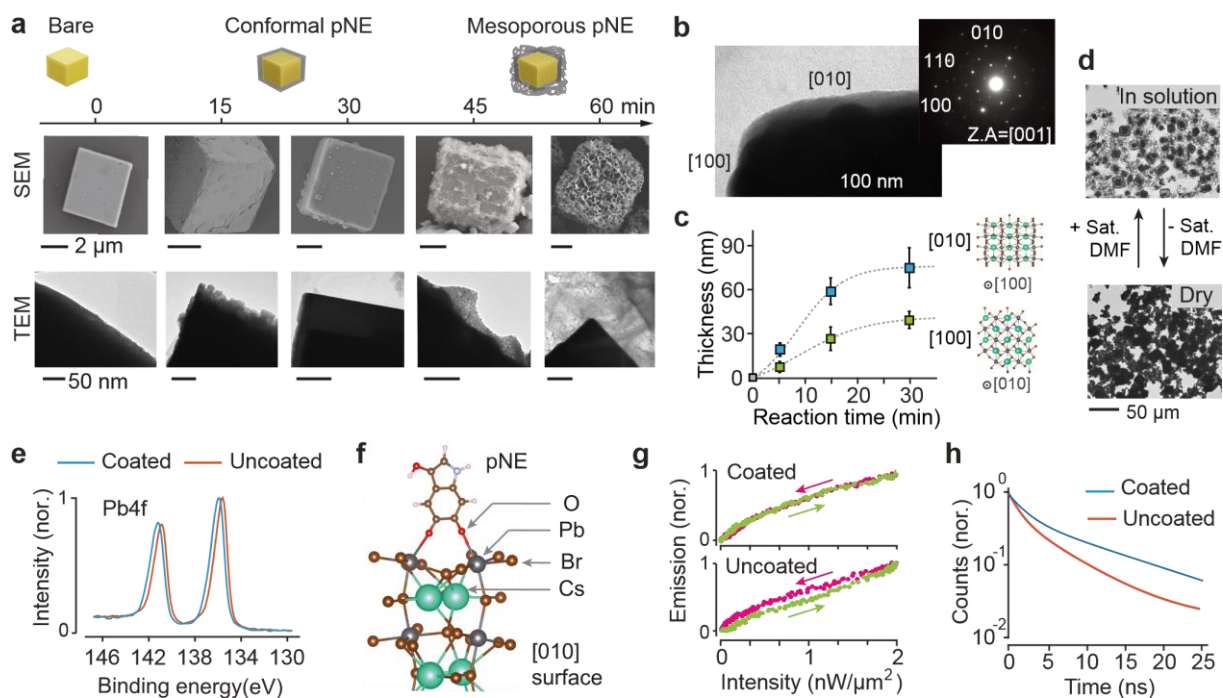 a
Bare
Conformal pNE
Mesoporous pNE
0 15 30 45 60 min
SEM
2 μm
TEM
50 nm
b
[010]
[100]
100 nm
010
110
100
Z.A=[001]
c
Thickness (nm)
90
60
30
0
0 10 20 30
Reaction time (min)
[010]
⊙[100]
[100]
⊙[010]
d
In solution
+ Sat. DMF
- Sat. DMF
Dry
50 μm
e
Coated Uncoated
Pb4f
Intensity (nor.)
1
0
146 142 138 134 130
Binding energy(eV)
f
pNE
O
Pb
Br
Cs
[010]
surface
g
Coated
Uncoated
Emission (nor.)
1
0
1
0
0 1 2
Intensity (nW/μm²)
h
Coated
Uncoated
Counts (nor.)
10⁰
10⁻¹
10⁻²
0 5 10 15 20 25
Time (ns)